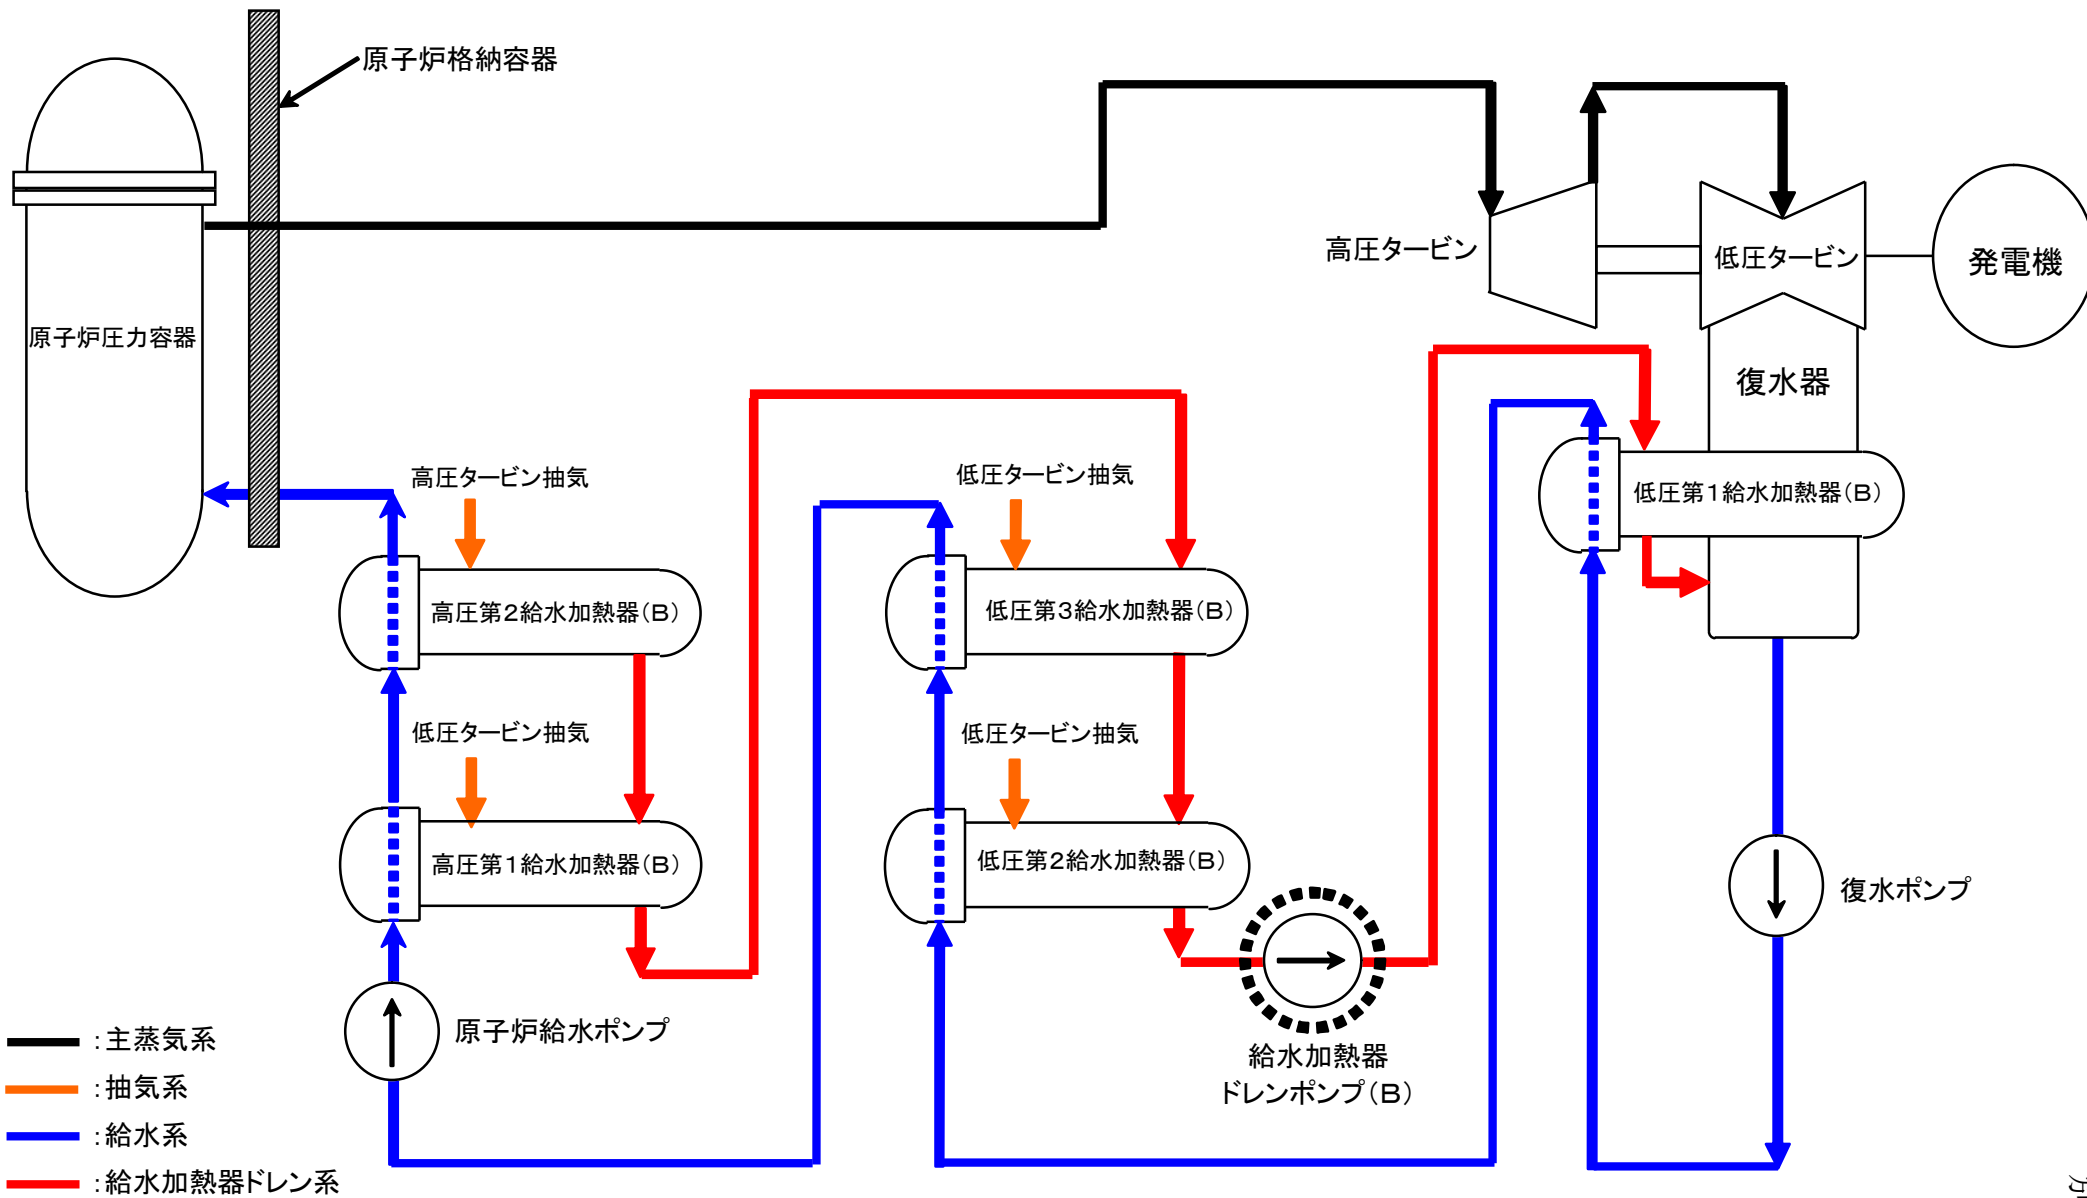 原子炉格納容器
高圧タービン
低圧タービン
発電機
原子炉圧力容器
復水器
高圧タービン抽気
低圧タービン抽気
低圧第1給水加熱器(B)
高圧第2給水加熱器(B)
低圧第3給水加熱器(B)
低圧タービン抽気
低圧タービン抽気
高圧第1給水加熱器(B)
低圧第2給水加熱器(B)
復水ポンプ
原子炉給水ポンプ
給水加熱器
ドレンポンプ(B)
:主蒸気系
:抽気系
:給水系
:給水加熱器ドレン系